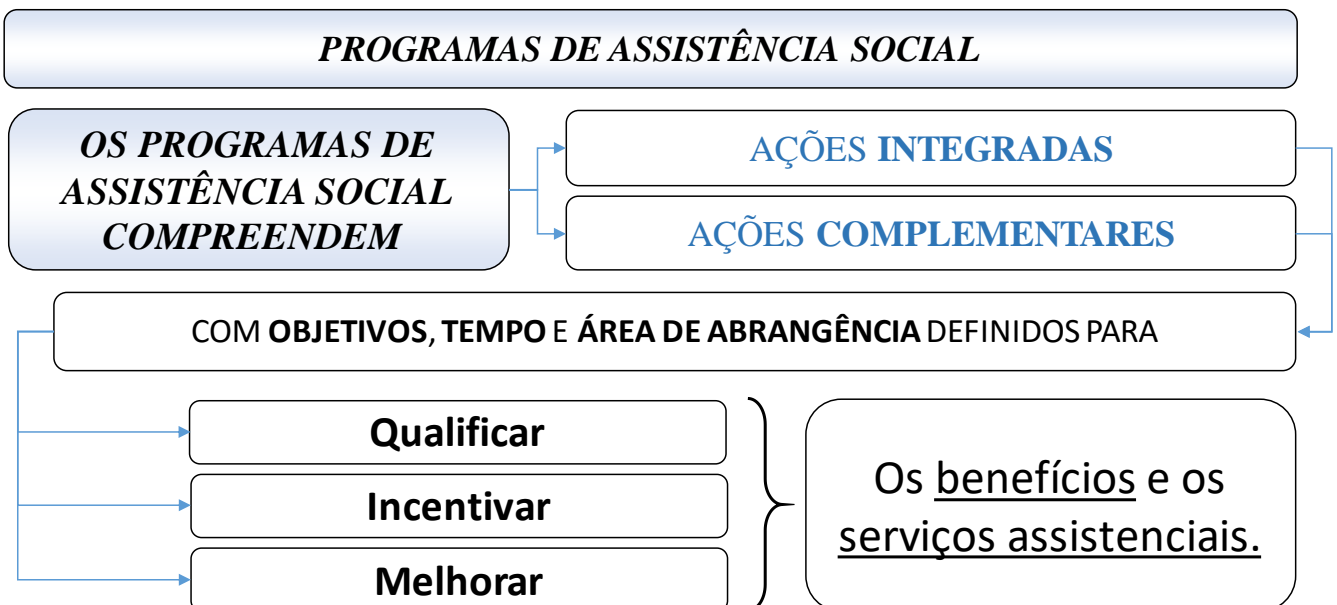 PROGRAMAS DE ASSISTÊNCIA SOCIAL
OS PROGRAMAS DE
ASSISTÊNCIA SOCIAL
COMPREENDEM
AÇÕES INTEGRADAS
AÇÕES COMPLEMENTARES
COM OBJETIVOS, TEMPO E ÁREA DE ABRANGÊNCIA DEFINIDOS PARA
Qualificar
Incentivar
Melhorar
Os benefícios e os
serviços assistenciais.